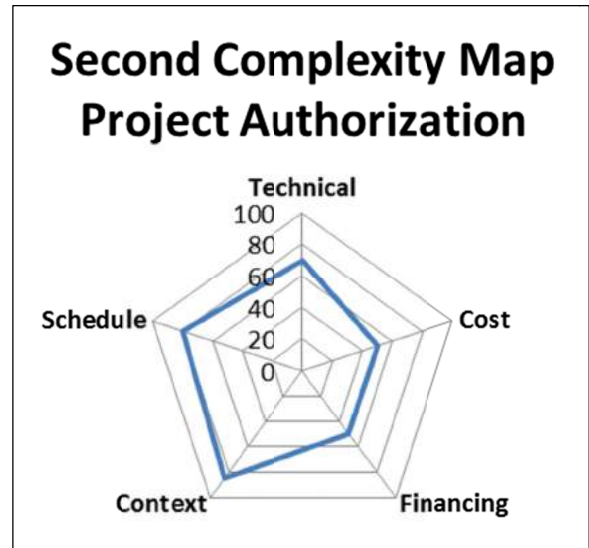 Second Complexity Map
Project Authorization
Technical
100
80
60
40
20
0
Schedule
Cost
Context
Financing